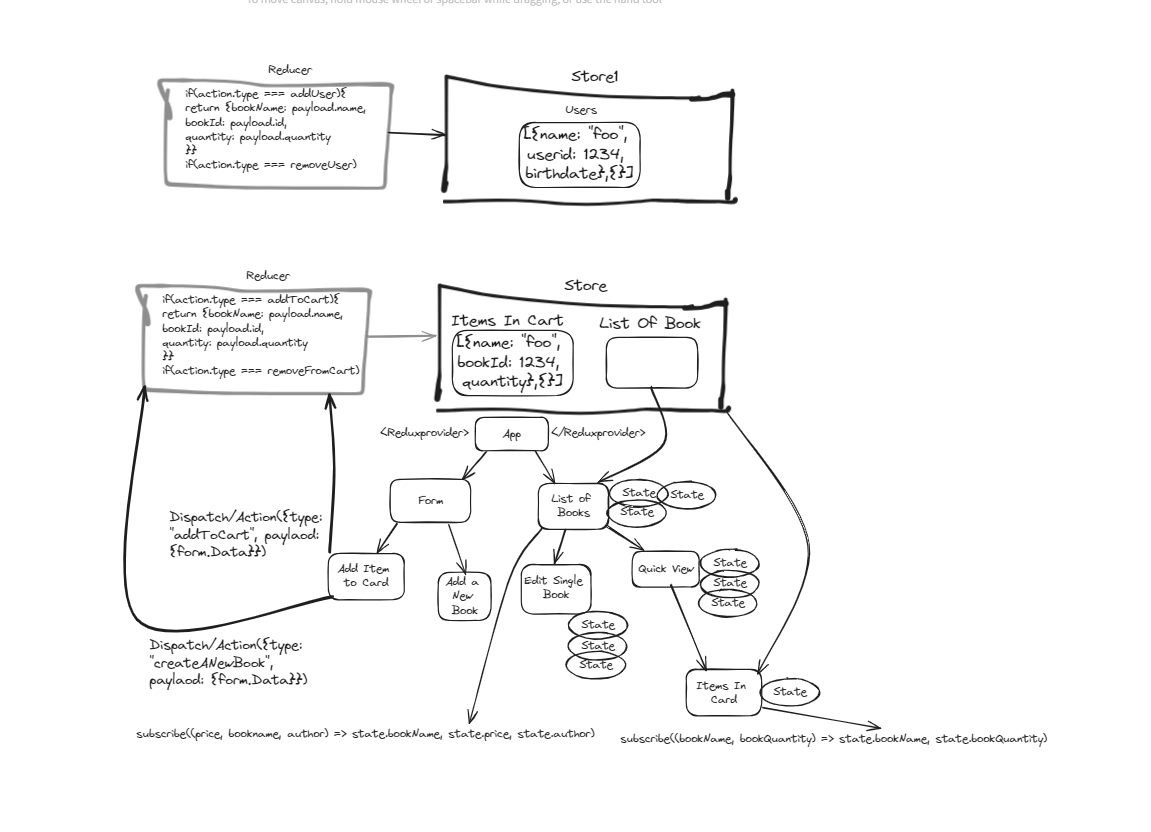 To move canvas, hold mouse wheel or spacebar while dragging, or use the hand tool
Reducer
if(action.type === addUser){
return {bookName: payload.name,
bookId: payload.id,
quantity: payload.quantity
}}
if(action.type === removeUser)
Store1
Users
[{name: "foo",
userid: 1234,
birthdate},{}]
Reducer
if(action.type === addToCart){
return {bookName: payload.name,
bookId: payload.id,
quantity: payload.quantity
}}
if(action.type === removeFromCart)
Store
Items In Cart
[{name: "foo",
bookId: 1234,
quantity},{}]
List Of Book
<Reduxprovider>
App
</Reduxprovider>
Form
List of
Books
State
State
State
Dispatch/Action({type:
"addToCart", paylaod:
{form.Data}})
Add Item
to Card
Add a
New
Book
Edit Single
Book
State
State
State
Quick View
State
State
State
Dispatch/Action({type:
"createANewBook",
paylaod: {form.Data}})
Items In
Card
State
subscribe((price, bookname, author) => state.bookName, state.price, state.author)
subscribe((bookName, bookQuantity) => state.bookName, state.bookQuantity)